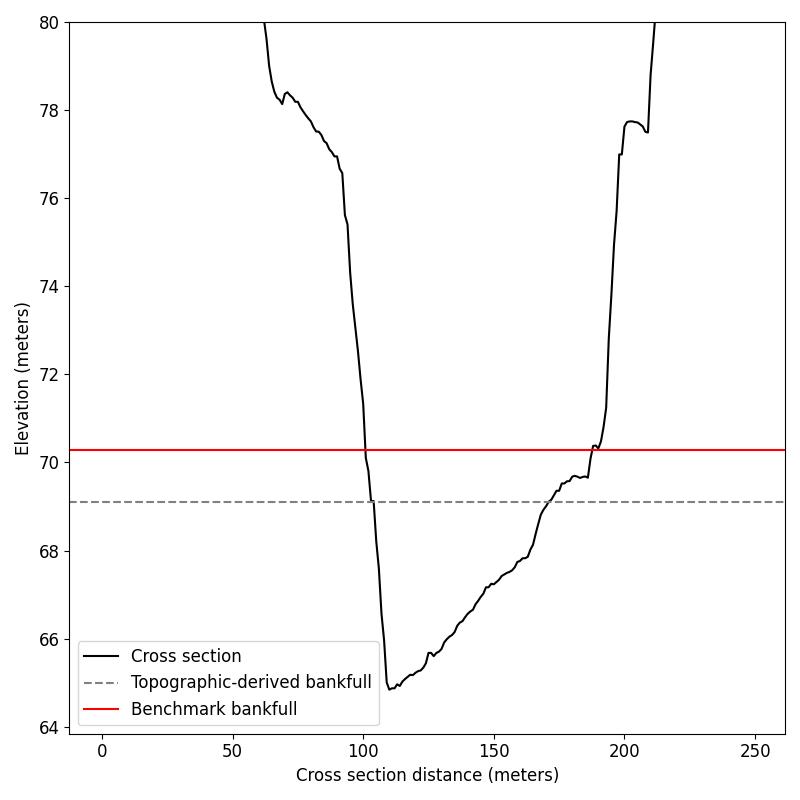 80
78
76
74
72
70
68
66
64
Elevation (meters)
Cross section
Topographic-derived bankfull
Benchmark bankfull
0 50 100 150 200 250
Cross section distance (meters)